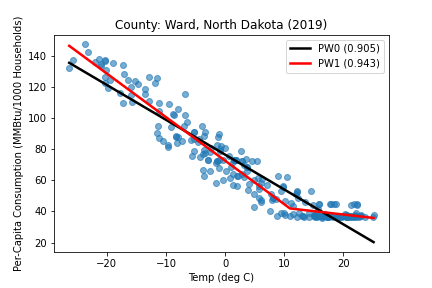 County: Ward, North Dakota (2019)
PW0 (0.905)
PW1 (0.943)
Per-Capita Consumption (MMBtu/1000 Households)
140
120
100
80
60
40
20
−20
−10
0
10
20
Temp (deg C)